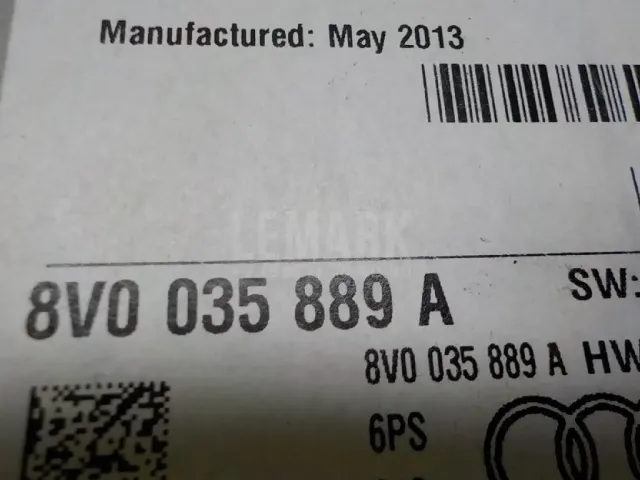 Manufactured: May 2013
LEMARK
8V0 035 889 A
SW:
8V0 035 889 A HW
6PS